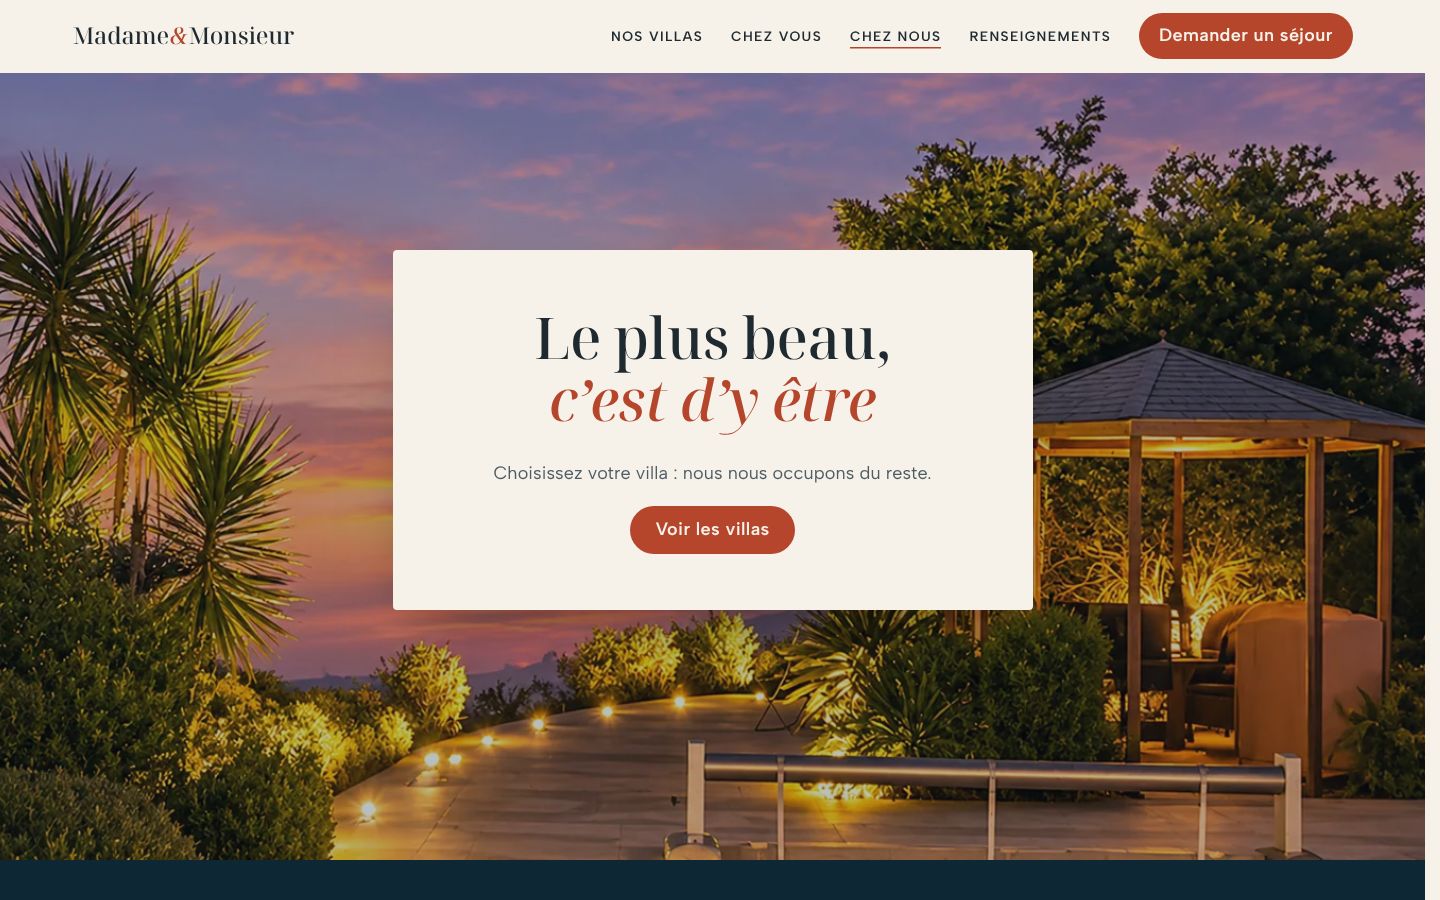 Madame&Monsieur
NOS VILLAS
CHEZ VOUS
CHEZ NOUS
RENSEIGNEMENTS
Demander un séjour
Le plus beau,
c’est d’y être
Choisissez votre villa : nous nous occupons du reste.
Voir les villas